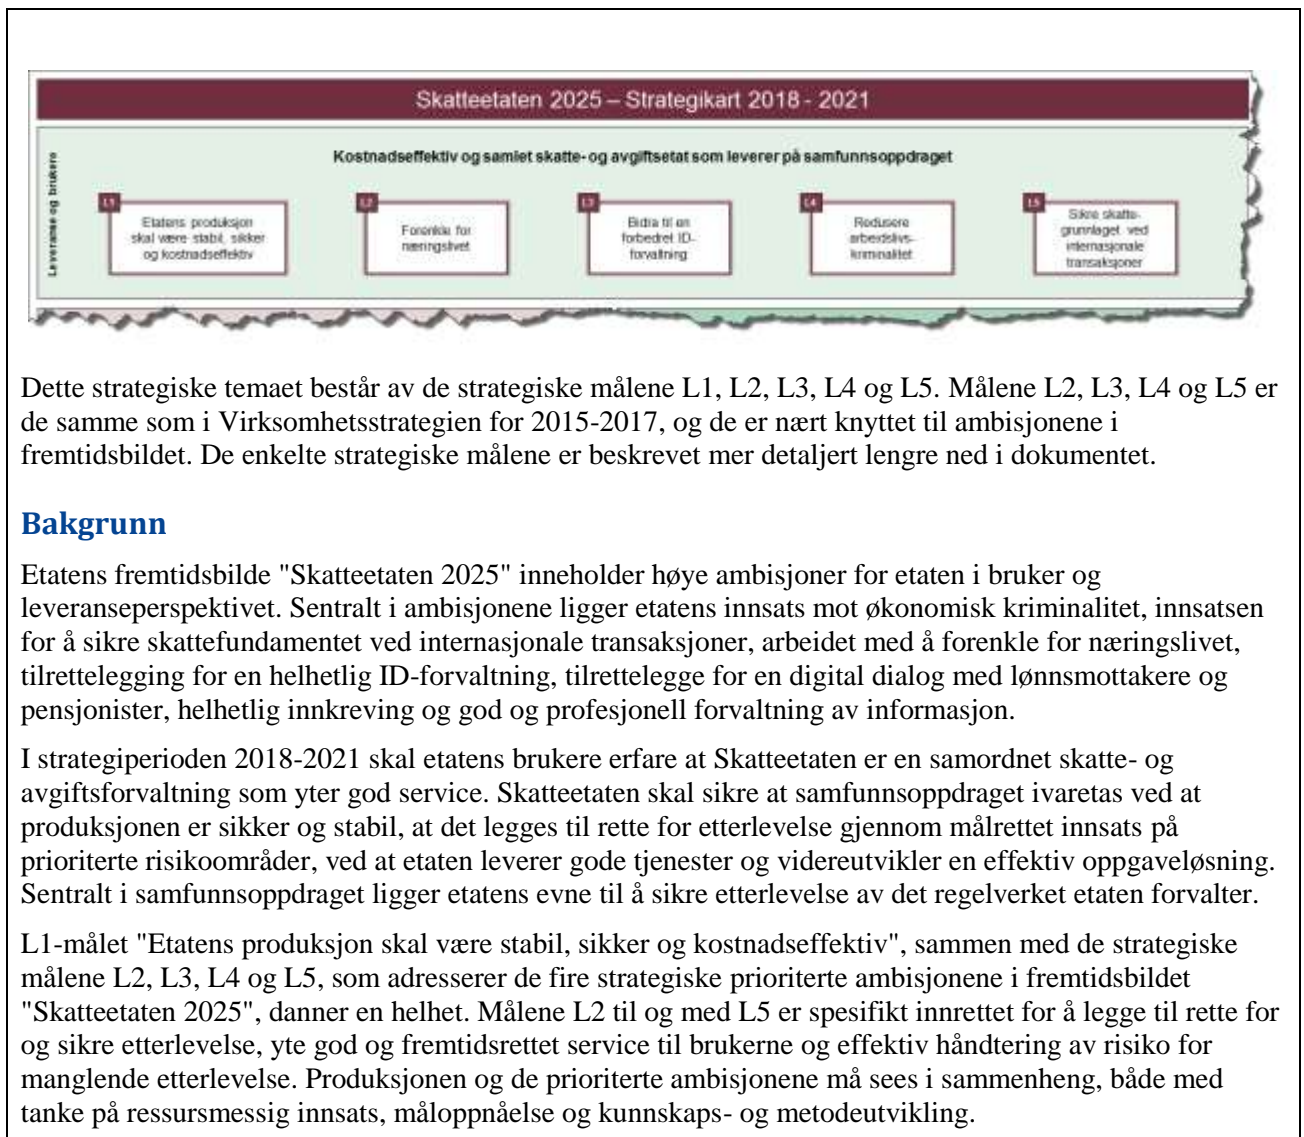 Skatteetaten 2025 – Strategikart 2018 - 2021
Leveranse og brukere
Kostnadseffektiv og samlet skatte- og avgiftsetat som leverer på samfunnsoppdraget
L1
Etatens produksjon
skal være stabil, sikker
og kostnadseffektiv
L2
Forenkle for
næringslivet
L3
Bidra til en
forbedret ID-
forvaltning
L4
Redusere
arbeidslivs-
kriminalitet
L5
Sikre skatte-
grunnlaget ved
internasjonale
transaksjoner
Dette strategiske temaet består av de strategiske målene L1, L2, L3, L4 og L5. Målene L2, L3, L4 og L5 er
de samme som i Virksomhetsstrategien for 2015-2017, og de er nært knyttet til ambisjonene i
fremtidsbildet. De enkelte strategiske målene er beskrevet mer detaljert lengre ned i dokumentet.
Bakgrunn
Etatens fremtidsbilde "Skatteetaten 2025" inneholder høye ambisjoner for etaten i bruker og
leveranseperspektivet. Sentralt i ambisjonene ligger etatens innsats mot økonomisk kriminalitet, innsatsen
for å sikre skattefundamentet ved internasjonale transaksjoner, arbeidet med å forenkle for næringslivet,
tilrettelegging for en helhetlig ID-forvaltning, tilrettelegge for en digital dialog med lønnsmottakere og
pensjonister, helhetlig innkreving og god og profesjonell forvaltning av informasjon.
I strategiperioden 2018-2021 skal etatens brukere erfare at Skatteetaten er en samordnet skatte- og
avgiftsforvaltning som yter god service. Skatteetaten skal sikre at samfunnsoppdraget ivaretas ved at
produksjonen er sikker og stabil, at det legges til rette for etterlevelse gjennom målrettet innsats på
prioriterte risikoområder, ved at etaten leverer gode tjenester og videreutvikler en effektiv oppgaveløsning.
Sentralt i samfunnsoppdraget ligger etatens evne til å sikre etterlevelse av det regelverket etaten forvalter.
L1-målet "Etatens produksjon skal være stabil, sikker og kostnadseffektiv", sammen med de strategiske
målene L2, L3, L4 og L5, som adresserer de fire strategiske prioriterte ambisjonene i fremtidsbildet
"Skatteetaten 2025", danner en helhet. Målene L2 til og med L5 er spesifikt innrettet for å legge til rette for
og sikre etterlevelse, yte god og fremtidsrettet service til brukerne og effektiv håndtering av risiko for
manglende etterlevelse. Produksjonen og de prioriterte ambisjonene må sees i sammenheng, både med
tanke på ressursmessig innsats, måloppnåelse og kunnskaps- og metodeutvikling.